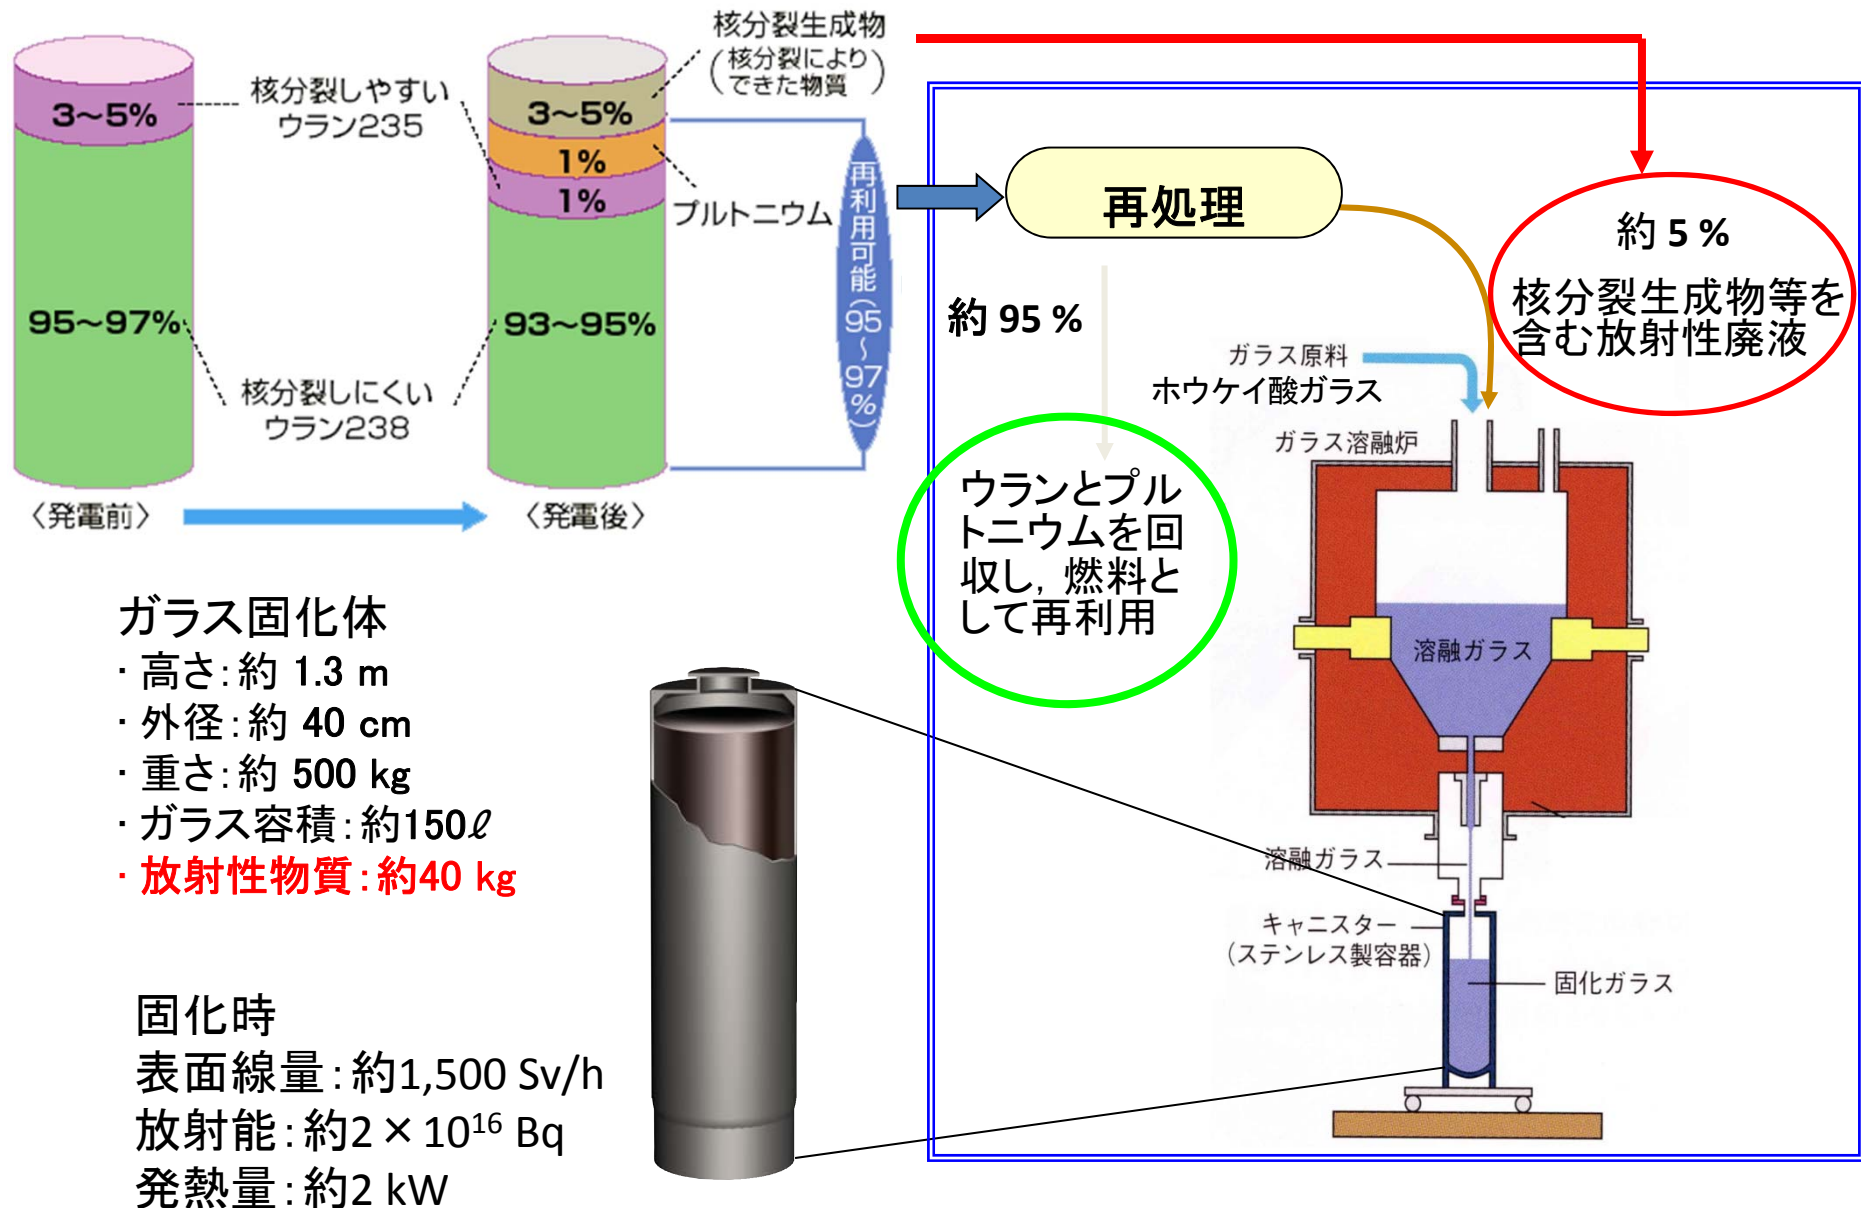 3～5%
95～97%
核分裂しやすい
ウラン235
核分裂しにくい
ウラン238
〈発電前〉
核分裂生成物
(核分裂により
できた物質)
3～5%
1%
1%
93～95%
プルトニウム
〈発電後〉
再利用可能(95～97%)
再処理
約 95 %
ウランとプル
トニウムを回
収し, 燃料と
して再利用
約 5 %
核分裂生成物等を
含む放射性廃液
ガラス原料
ホウケイ酸ガラス
ガラス溶融炉
溶融ガラス
溶融ガラス
キャニスター
(ステンレス製容器)
固化ガラス
ガラス固化体
・高さ:約 1.3 m
・外径:約 40 cm
・重さ:約 500 kg
・ガラス容積:約150ℓ
・放射性物質:約40 kg
固化時
表面線量:約1,500 Sv/h
放射能:約2×10¹⁶ Bq
発熱量:約2 kW